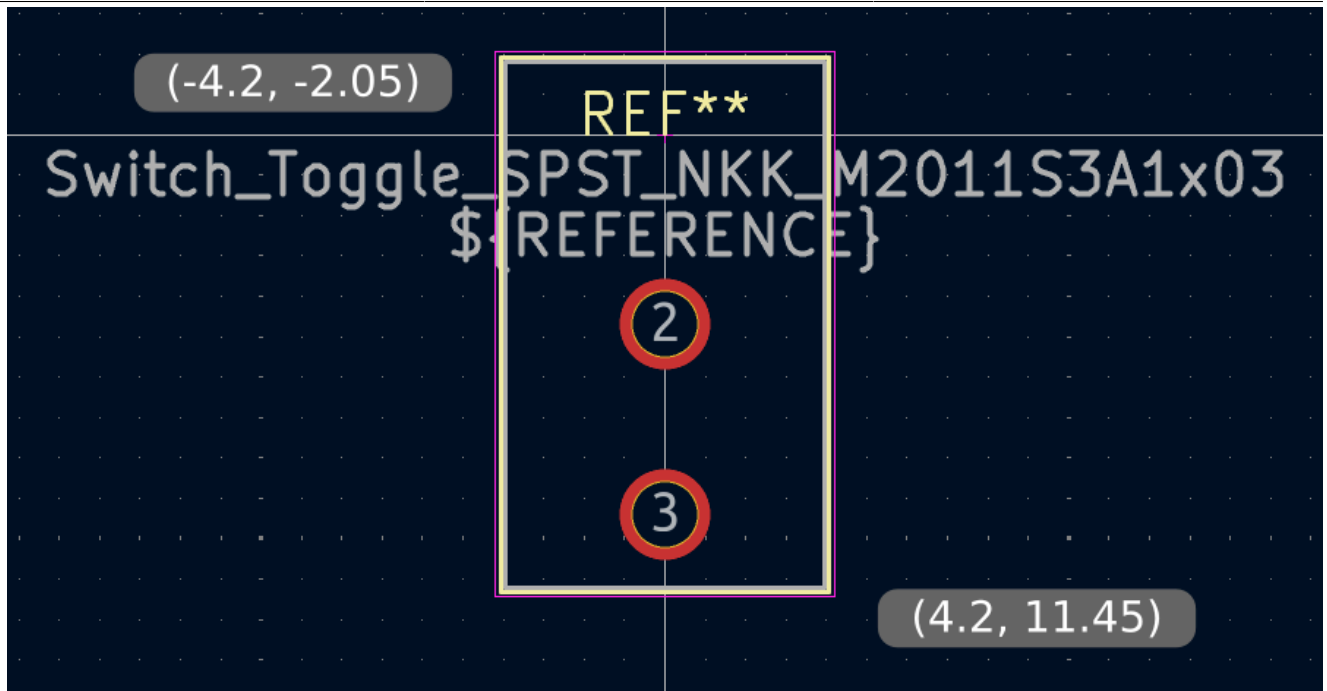 (-4.2, -2.05)
REF**
Switch_Toggle_SPST_NKK_M2011S3A1x03
${REFERENCE}
2
3
(4.2, 11.45)